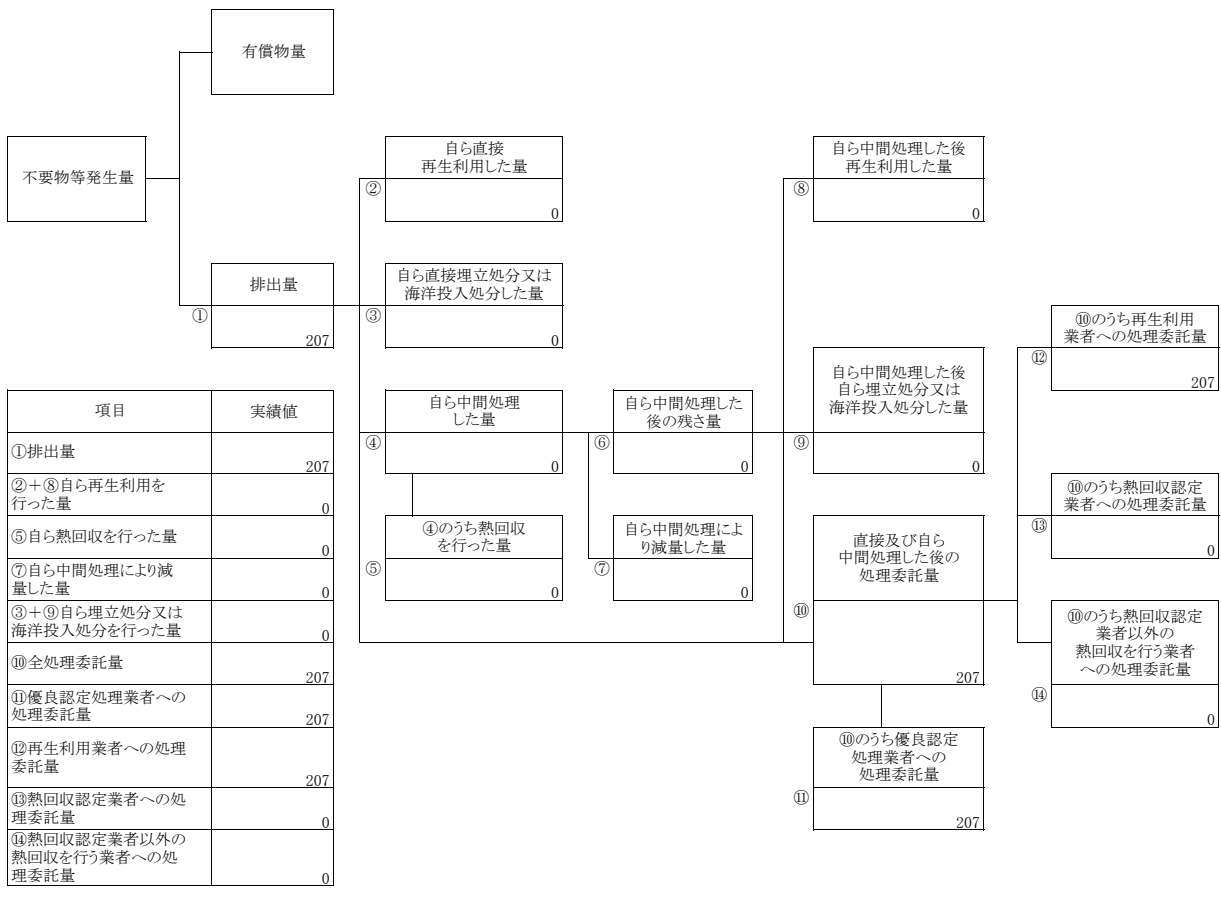 有償物量
不要物等発生量
自ら直接
再生利用した量
②
0
自ら中間処理した後
再生利用した量
⑧
0
排出量
①
207
自ら直接埋立処分又は
海洋投入処分した量
③
0
⑩のうち再生利用
業者への処理委託量
⑫
207
自ら中間処理
した量
④
0
自ら中間処理した
後の残さ量
⑥
0
自ら中間処理した後
自ら埋立処分又は
海洋投入処分した量
⑨
0
⑩のうち熱回収認定
業者への処理委託量
⑬
0
④のうち熱回収
を行った量
⑤
0
自ら中間処理によ
り減量した量
⑦
0
直接及び自ら
中間処理した後の
処理委託量
⑩
207
⑩のうち熱回収認定
業者以外の
熱回収を行う業者
への処理委託量
⑭
0
⑩のうち優良認定
処理業者への
処理委託量
⑪
207
項目 実績値
①排出量
207
②＋⑧自ら再生利用を
行った量
0
⑤自ら熱回収を行った量
0
⑦自ら中間処理により減
量した量
0
③＋⑨自ら埋立処分又は
海洋投入処分を行った量
0
⑩全処理委託量
207
⑪優良認定処理業者への
処理委託量
207
⑫再生利用業者への処理
委託量
207
⑬熱回収認定業者への処
理委託量
0
⑭熱回収認定業者以外の
熱回収を行う業者への処
理委託量
0